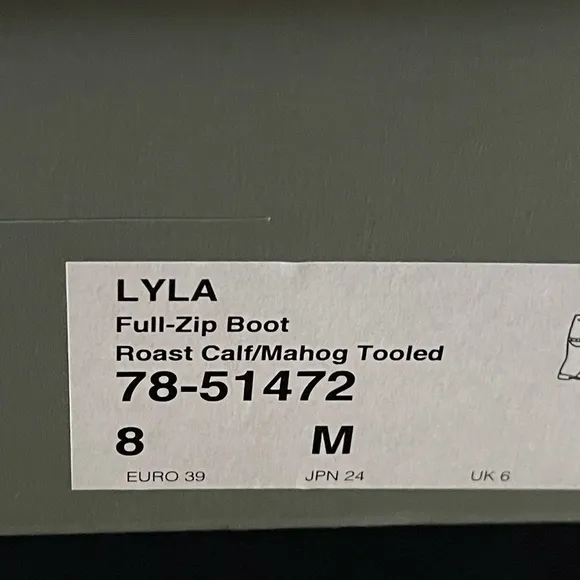 LYLA
Full-Zip Boot
Roast Calf/Mahog Tooled
78-51472
8 M
EURO 39 JPN 24 UK 6